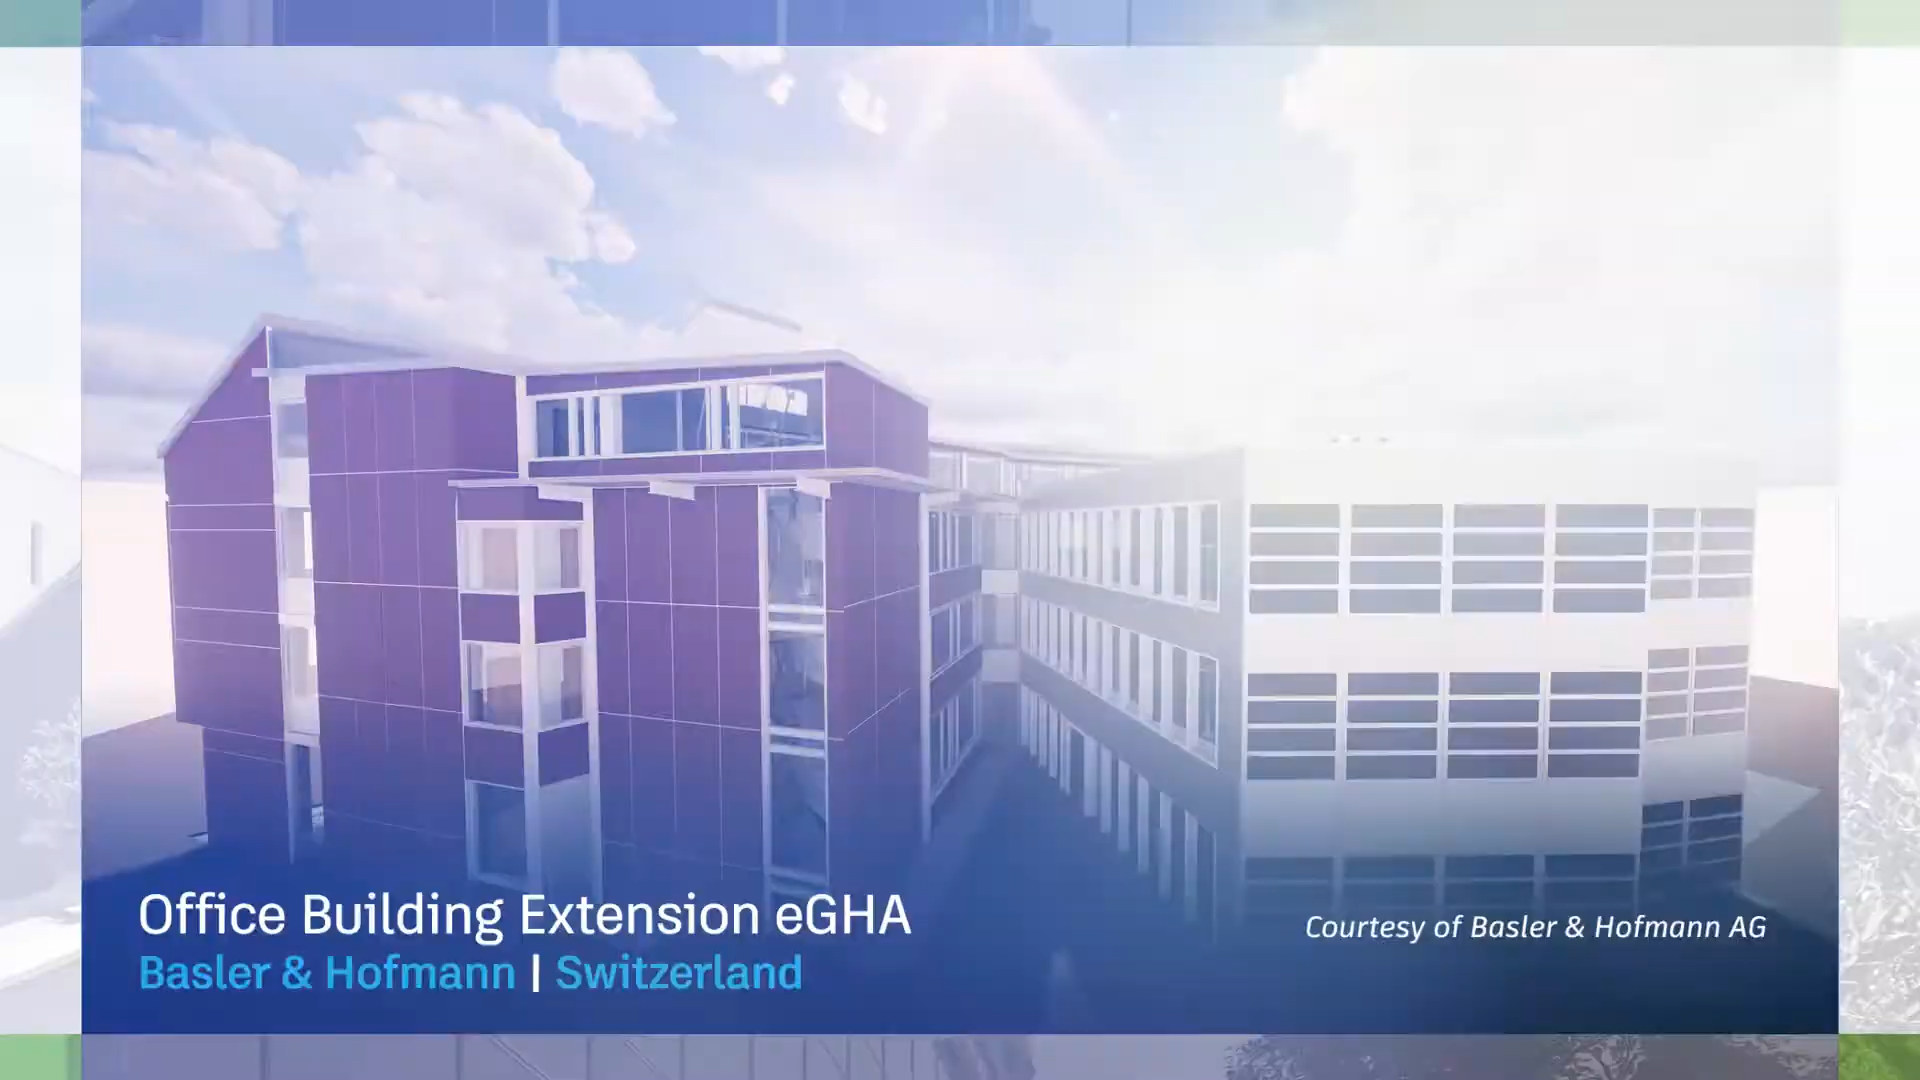 Office Building Extension eGHA
Basler & Hofmann | Switzerland
Courtesy of Basler & Hofmann AG